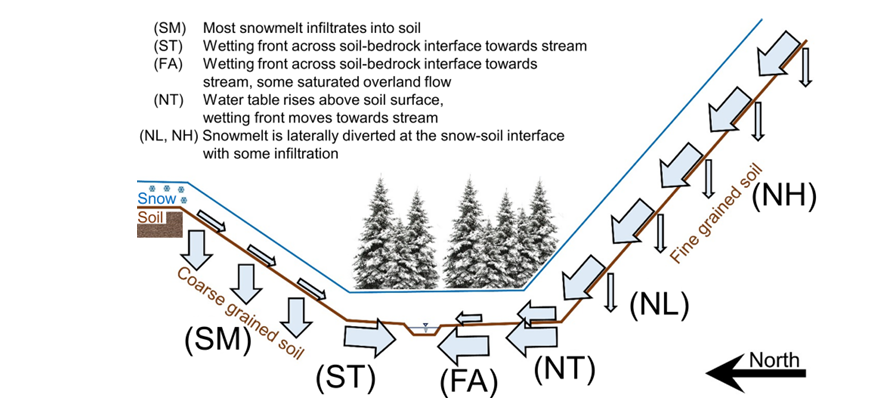 (SM) Most snowmelt infiltrates into soil
(ST) Wetting front across soil-bedrock interface towards stream
(FA) Wetting front across soil-bedrock interface towards
stream, some saturated overland flow
(NT) Water table rises above soil surface,
wetting front moves towards stream
(NL, NH) Snowmelt is laterally diverted at the snow-soil interface
with some infiltration
Snow
Soil
Coarse grained soil
Fine grained soil
(NH)
(NL)
(SM)
(ST)
(FA)
(NT)
North